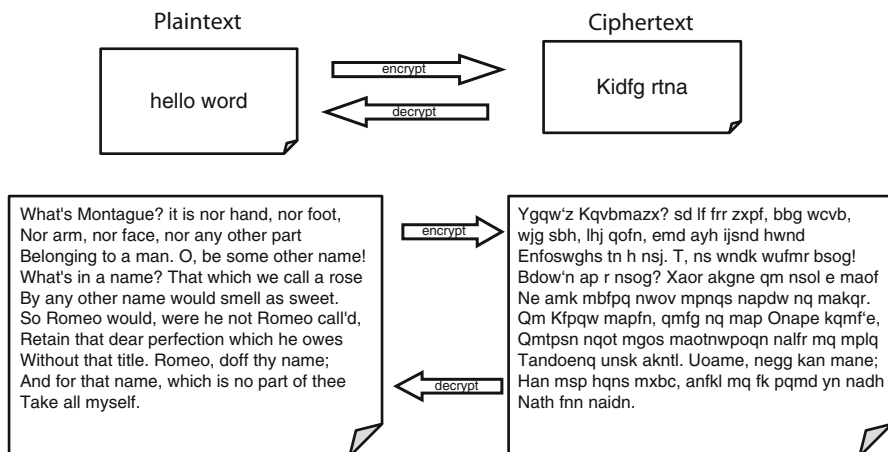 Plaintext
Ciphertext
hello word
encrypt
decrypt
Kidfg rtna
What's Montague? it is nor hand, nor foot,
Nor arm, nor face, nor any other part
Belonging to a man. O, be some other name!
What's in a name? That which we call a rose
By any other name would smell as sweet.
So Romeo would, were he not Romeo call'd,
Retain that dear perfection which he owes
Without that title. Romeo, doff thy name;
And for that name, which is no part of thee
Take all myself.
encrypt
decrypt
Ygqw‘z Kqvbmazx? sd lf frr zxpf, bbg wcvb,
wjg sbh, lhj qofn, emd ayh ijsnd hwnd
Enfoswghs tn h nsj. T, ns wndk wufmr bsog!
Bdow‘n ap r nsog? Xaor akgne qm nsol e maof
Ne amk mbfpq nwov mpnqs napdw nq makqr.
Qm Kfpqw mapfn, qmfg nq map Onape kqmf‘e,
Qmtpsn nqot mgos maotnwpoqn nalfr mq mplq
Tandoenq unsk akntl. Uoame, negg kan mane;
Han msp hqns mxbc, anfkl mq fk pqmd yn nadh
Nath fnn naidn.